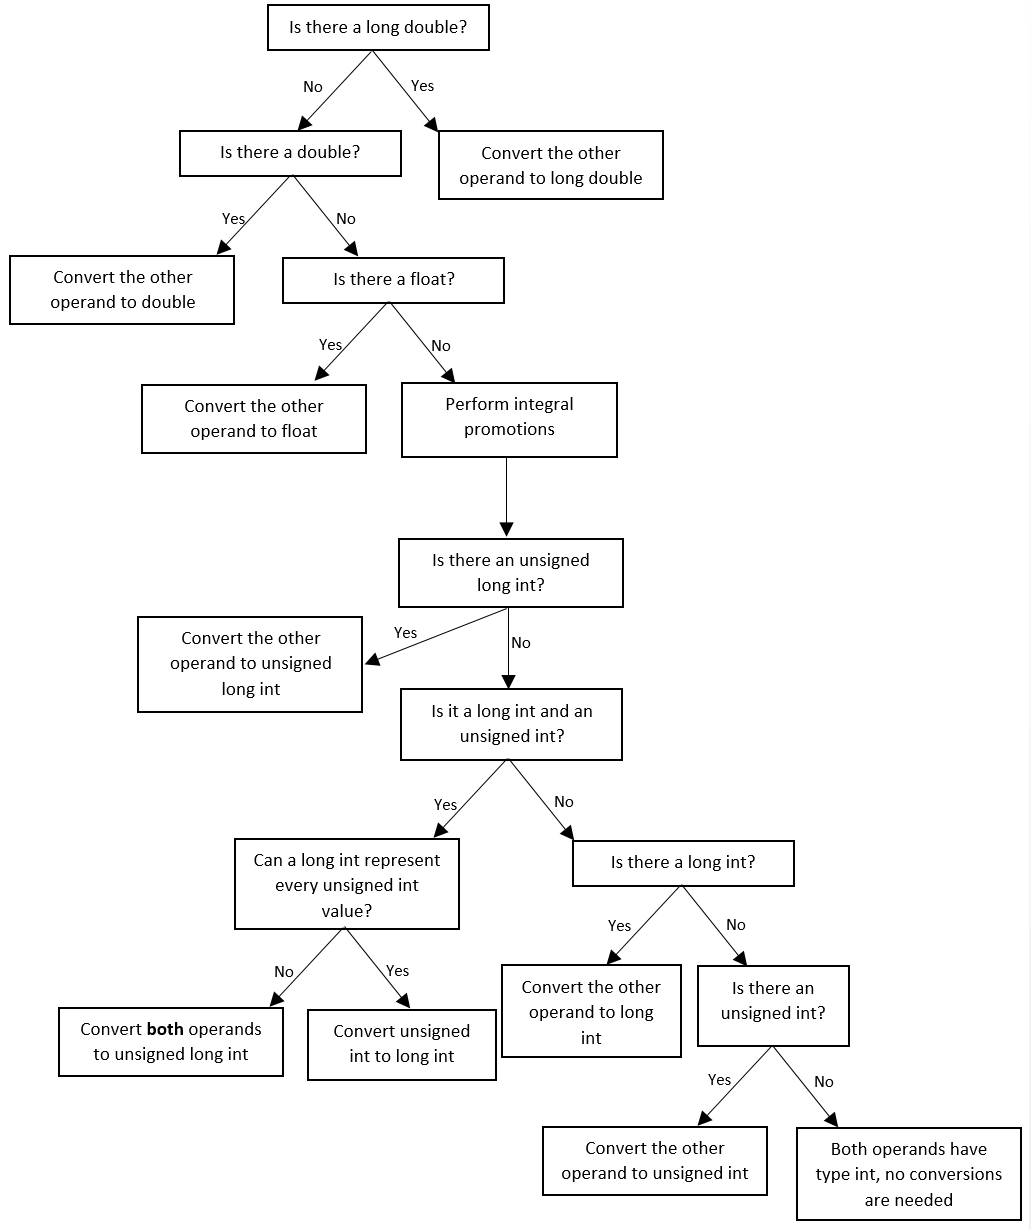 Is there a long double?
No
Yes
Is there a double?
Convert the other
operand to long double
Yes
No
Convert the other
operand to double
Is there a float?
Yes
No
Convert the other
operand to float
Perform integral
promotions
Is there an unsigned
long int?
Yes
No
Convert the other
operand to unsigned
long int
Is it a long int and an
unsigned int?
Yes
No
Can a long int represent
every unsigned int
value?
Is there a long int?
No
Yes
Yes
No
Convert both operands
to unsigned long int
Convert unsigned
int to long int
Convert the other
operand to long
int
Is there an
unsigned int?
Yes
No
Convert the other
operand to unsigned int
Both operands have
type int, no conversions
are needed